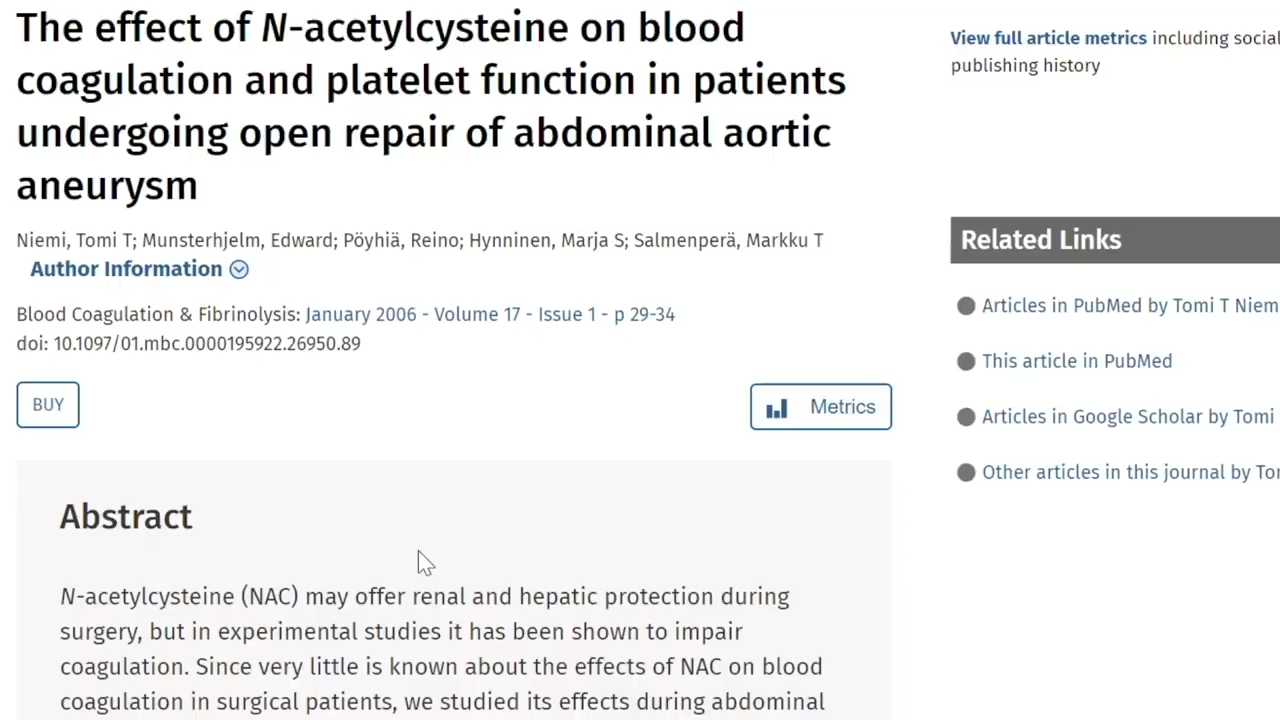 The effect of N-acetylcysteine on blood
coagulation and platelet function in patients
undergoing open repair of abdominal aortic
aneurysm
Niemi, Tomi T; Munsterhjelm, Edward; Pöyhiä, Reino; Hynninen, Marja S; Salmenperä, Markku T
Author Information
Blood Coagulation & Fibrinolysis: January 2006 - Volume 17 - Issue 1 - p 29-34
doi: 10.1097/01.mbc.0000195922.26950.89
BUY
Metrics
Abstract
N-acetylcysteine (NAC) may offer renal and hepatic protection during
surgery, but in experimental studies it has been shown to impair
coagulation. Since very little is known about the effects of NAC on blood
coagulation in surgical patients, we studied its effects during abdominal
View full article metrics including social
publishing history
Related Links
Articles in PubMed by Tomi T Niem
This article in PubMed
Articles in Google Scholar by Tomi
Other articles in this journal by Tor